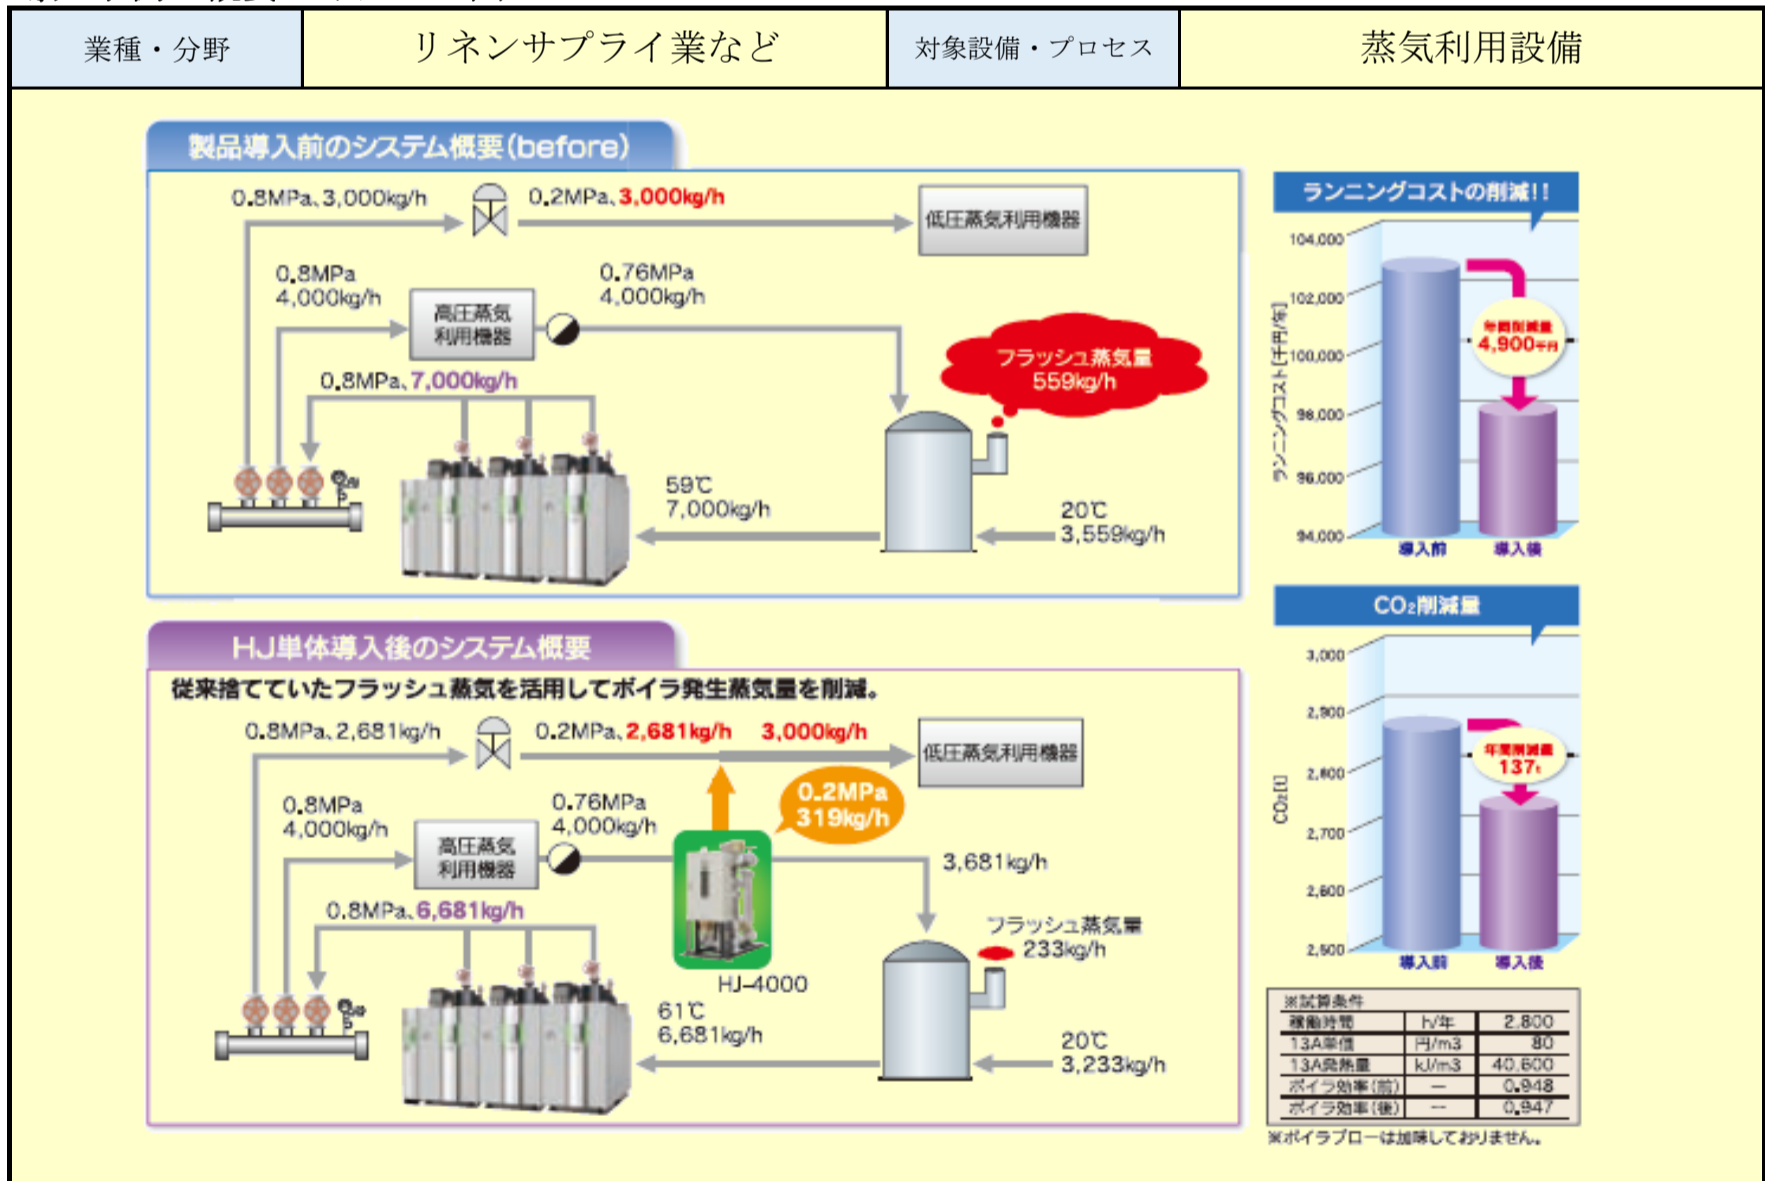 業種・分野 リネンサプライ業など 対象設備・プロセス 蒸気利用設備
製品導入前のシステム概要(before)
0.8MPa、3,000kg/h
0.2MPa、3,000kg/h
低圧蒸気利用機器
0.8MPa
4,000kg/h
高圧蒸気
利用機器
0.76MPa
4,000kg/h
フラッシュ蒸気量
559kg/h
0.8MPa、7,000kg/h
59℃
7,000kg/h
20℃
3,559kg/h
HJ単体導入後のシステム概要
従来捨てていたフラッシュ蒸気を活用してボイラ発生蒸気量を削減。
0.8MPa、2,681kg/h
0.2MPa、2,681kg/h
3,000kg/h
低圧蒸気利用機器
0.8MPa
4,000kg/h
高圧蒸気
利用機器
0.76MPa
4,000kg/h
0.2MPa
319kg/h
3,681kg/h
0.8MPa、6,681kg/h
HJ-4000
フラッシュ蒸気量
233kg/h
61℃
6,681kg/h
20℃
3,233kg/h
ランニングコストの削減!!
ランニングコスト[千円/年]
104,000
102,000
100,000
98,000
96,000
94,000
年間削減量
4,900千円
導入前 導入後
CO₂削減量
CO₂[t]
3,000
2,900
2,800
2,700
2,600
2,500
年間削減量
137t
導入前 導入後
※試算条件
稼働時間 h/年 2,800
13A単価 円/m3 80
13A発熱量 kJ/m3 40,600
ボイラ効率(前) − 0.948
ボイラ効率(後) − 0.947
※ボイラブローは加味しておりません。